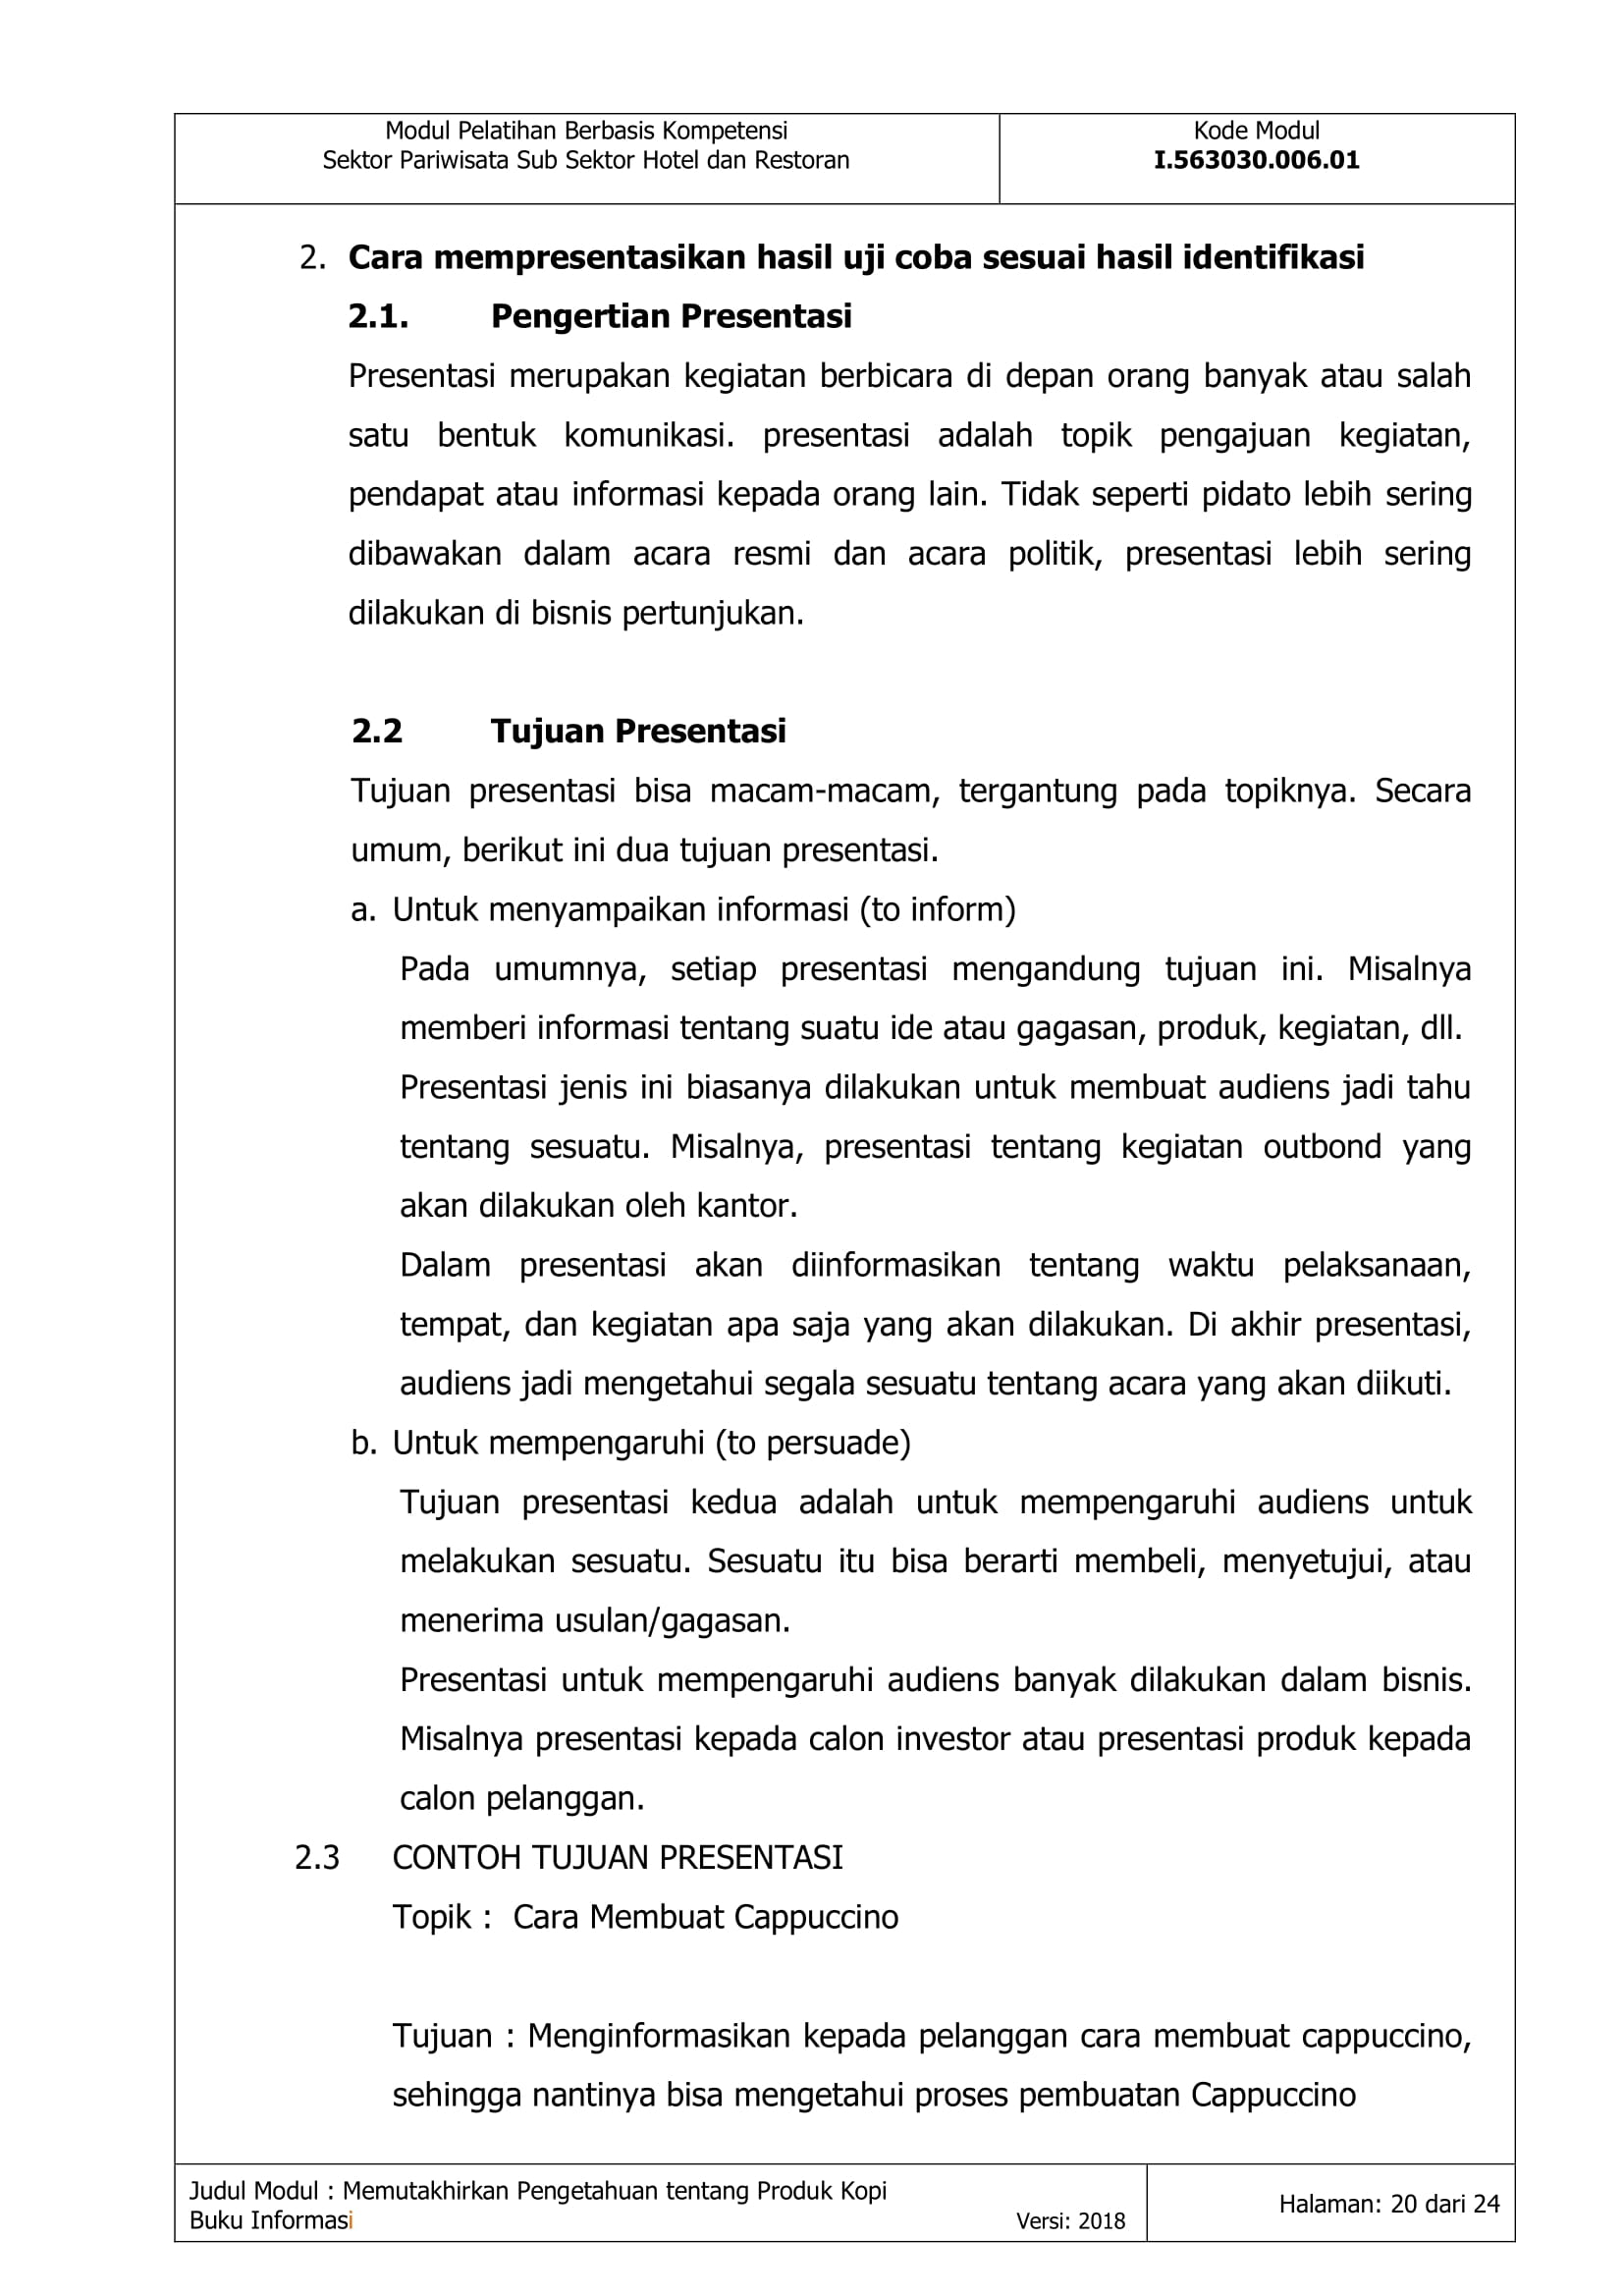 Modul Pelatihan Berbasis Kompetensi
Sektor Pariwisata Sub Sektor Hotel dan Restoran
Kode Modul
I.563030.006.01
2. Cara mempresentasikan hasil uji coba sesuai hasil identifikasi
2.1. Pengertian Presentasi
Presentasi merupakan kegiatan berbicara di depan orang banyak atau salah
satu bentuk komunikasi. presentasi adalah topik pengajuan kegiatan,
pendapat atau informasi kepada orang lain. Tidak seperti pidato lebih sering
dibawakan dalam acara resmi dan acara politik, presentasi lebih sering
dilakukan di bisnis pertunjukan.
2.2 Tujuan Presentasi
Tujuan presentasi bisa macam-macam, tergantung pada topiknya. Secara
umum, berikut ini dua tujuan presentasi.
a. Untuk menyampaikan informasi (to inform)
Pada umumnya, setiap presentasi mengandung tujuan ini. Misalnya
memberi informasi tentang suatu ide atau gagasan, produk, kegiatan, dll.
Presentasi jenis ini biasanya dilakukan untuk membuat audiens jadi tahu
tentang sesuatu. Misalnya, presentasi tentang kegiatan outbond yang
akan dilakukan oleh kantor.
Dalam presentasi akan diinformasikan tentang waktu pelaksanaan,
tempat, dan kegiatan apa saja yang akan dilakukan. Di akhir presentasi,
audiens jadi mengetahui segala sesuatu tentang acara yang akan diikuti.
b. Untuk mempengaruhi (to persuade)
Tujuan presentasi kedua adalah untuk mempengaruhi audiens untuk
melakukan sesuatu. Sesuatu itu bisa berarti membeli, menyetujui, atau
menerima usulan/gagasan.
Presentasi untuk mempengaruhi audiens banyak dilakukan dalam bisnis.
Misalnya presentasi kepada calon investor atau presentasi produk kepada
calon pelanggan.
2.3 CONTOH TUJUAN PRESENTASI
Topik : Cara Membuat Cappuccino
Tujuan : Menginformasikan kepada pelanggan cara membuat cappuccino,
sehingga nantinya bisa mengetahui proses pembuatan Cappuccino
Judul Modul : Memutakhirkan Pengetahuan tentang Produk Kopi
Buku Informasi Versi: 2018
Halaman: 20 dari 24